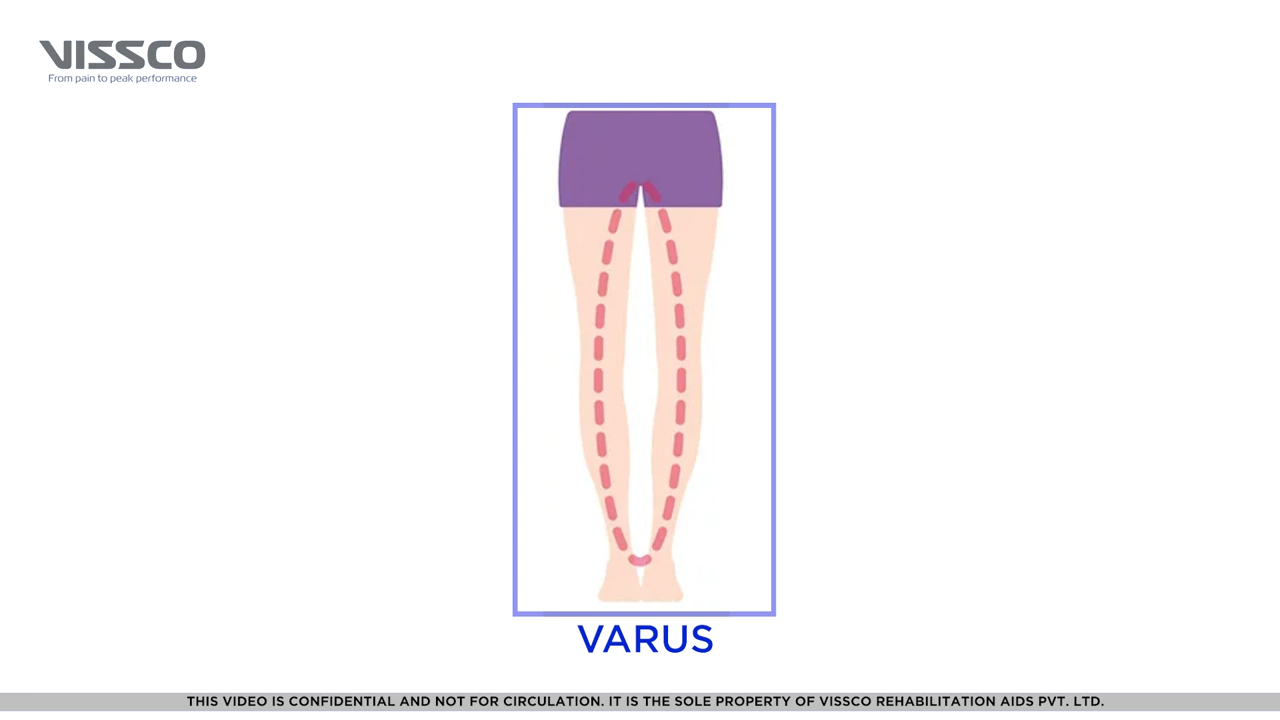 VISSCO
From pain to peak performance
VARUS
THIS VIDEO IS CONFIDENTIAL AND NOT FOR CIRCULATION. IT IS THE SOLE PROPERTY OF VISSCO REHABILITATION AIDS PVT. LTD.